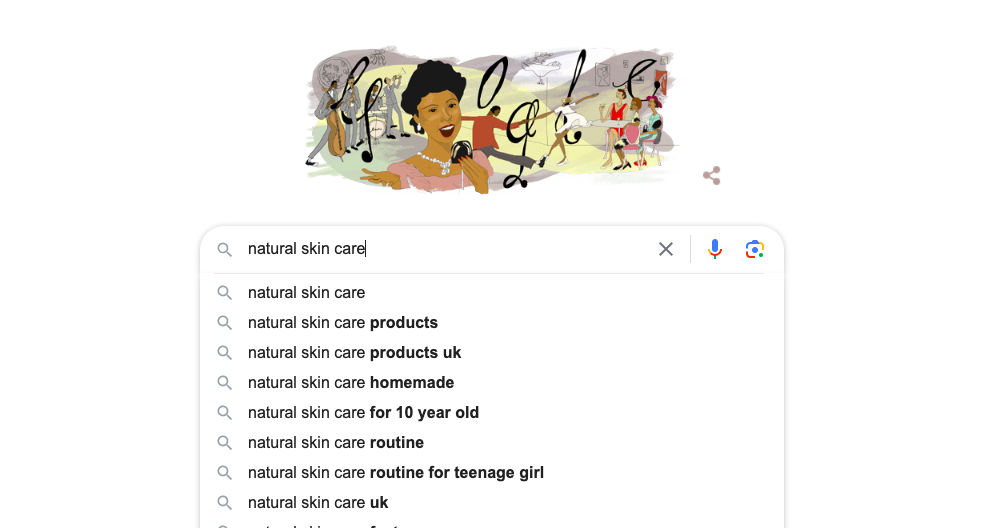 Google
natural skin care
natural skin care
natural skin care products
natural skin care products uk
natural skin care homemade
natural skin care for 10 year old
natural skin care routine
natural skin care routine for teenage girl
natural skin care uk